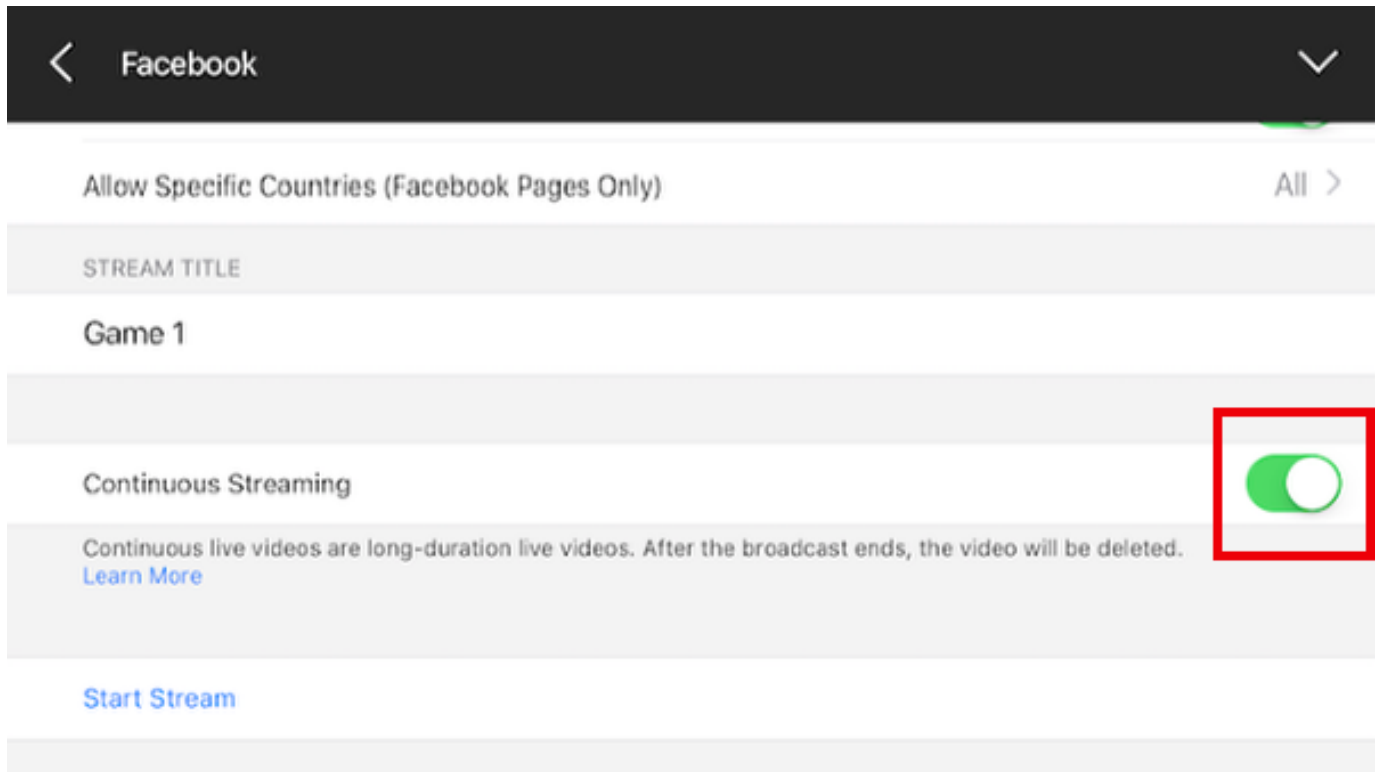 Facebook
Allow Specific Countries (Facebook Pages Only) All
STREAM TITLE
Game 1
Continuous Streaming
Continuous live videos are long-duration live videos. After the broadcast ends, the video will be deleted.
Learn More
Start Stream